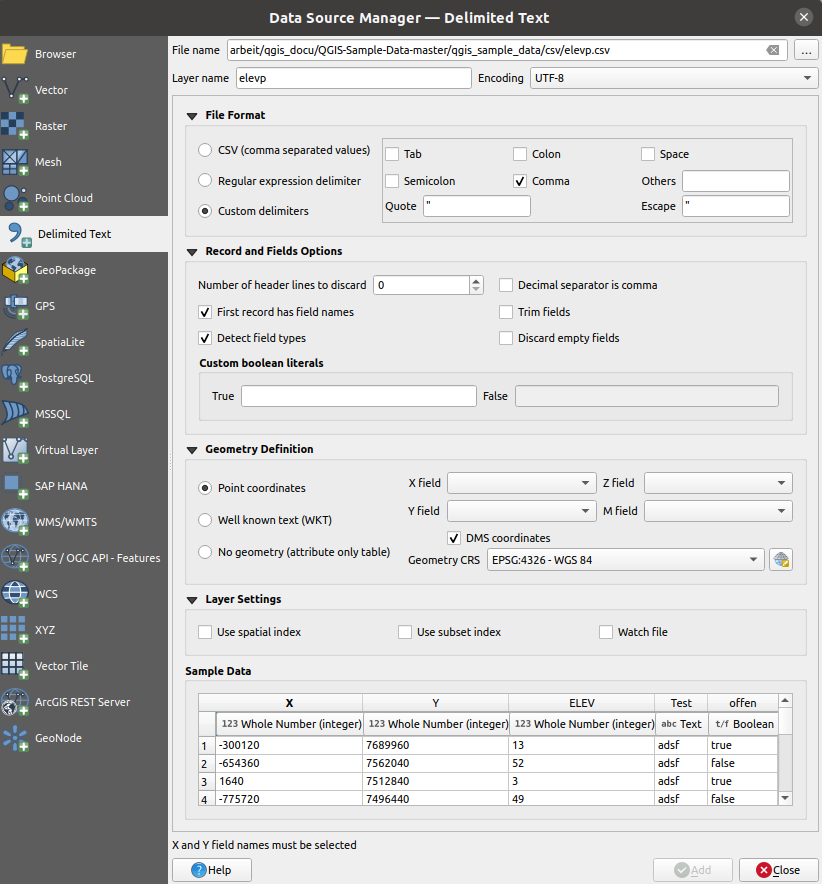 Data Source Manager — Delimited Text
Browser
Vector
Raster
Mesh
Point Cloud
Delimited Text
GeoPackage
GPS
SpatiaLite
PostgreSQL
MSSQL
Virtual Layer
SAP HANA
WMS/WMTS
WFS / OGC API - Features
WCS
XYZ
Vector Tile
ArcGIS REST Server
GeoNode
File name arbeit/qgis_docu/QGIS-Sample-Data-master/qgis_sample_data/csv/elevp.csv ...
Layer name elevp Encoding UTF-8
File Format
CSV (comma separated values) Tab Colon Space
Regular expression delimiter Semicolon Comma Others
Custom delimiters Quote " Escape "
Record and Fields Options
Number of header lines to discard 0 Decimal separator is comma
First record has field names Trim fields
Detect field types Discard empty fields
Custom boolean literals
True False
Geometry Definition
Point coordinates X field Z field
Well known text (WKT) Y field M field
DMS coordinates
No geometry (attribute only table) Geometry CRS EPSG:4326 - WGS 84
Layer Settings
Use spatial index Use subset index Watch file
Sample Data
X Y ELEV Test offen
123 Whole Number (integer) 123 Whole Number (integer) 123 Whole Number (integer) abc Text t/f Boolean
1 -300120 7689960 13 adsf true
2 -654360 7562040 52 adsf false
3 1640 7512840 3 adsf true
4 -775720 7496440 49 adsf false
X and Y field names must be selected
Help Add Close